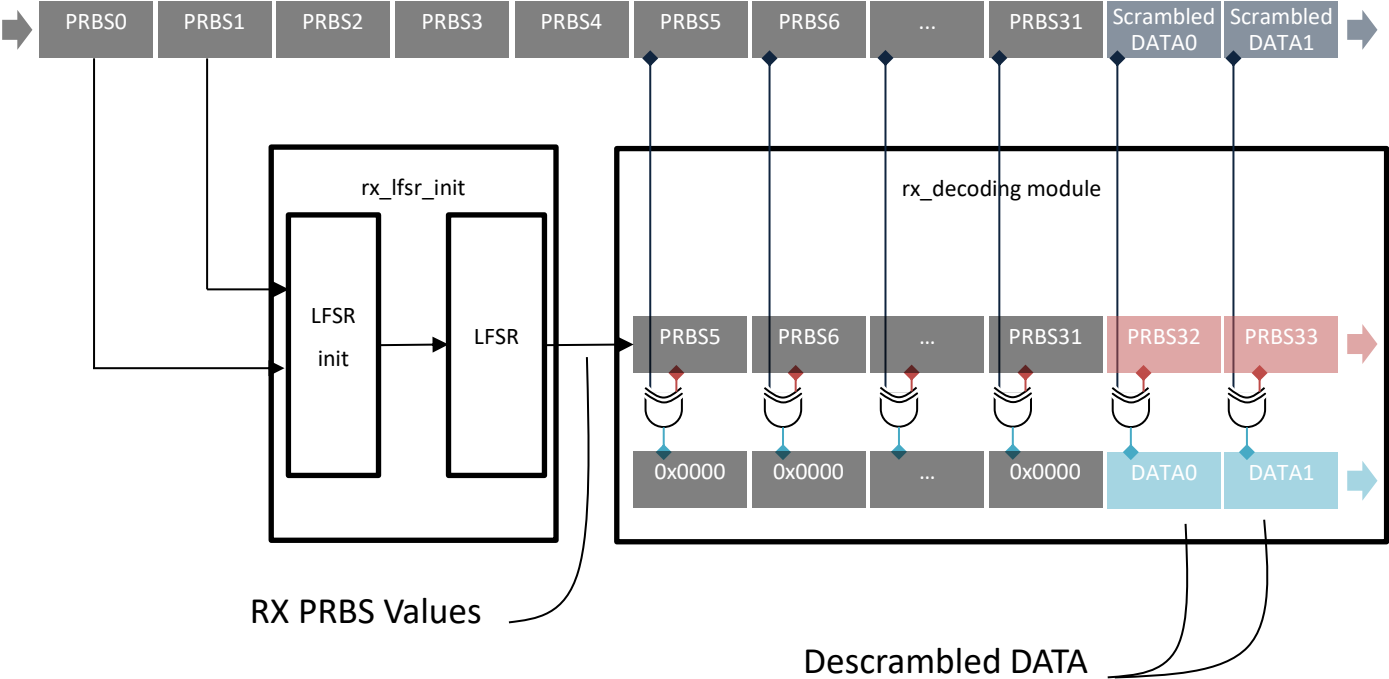 PRBS0 PRBS1 PRBS2 PRBS3 PRBS4 PRBS5 PRBS6 ... PRBS31 Scrambled DATA0 Scrambled DATA1
rx_lfsr_init
rx_decoding module
LFSR
init
LFSR
PRBS5 PRBS6 ... PRBS31 PRBS32 PRBS33
0x0000 0x0000 ... 0x0000 DATA0 DATA1
RX PRBS Values
Descrambled DATA